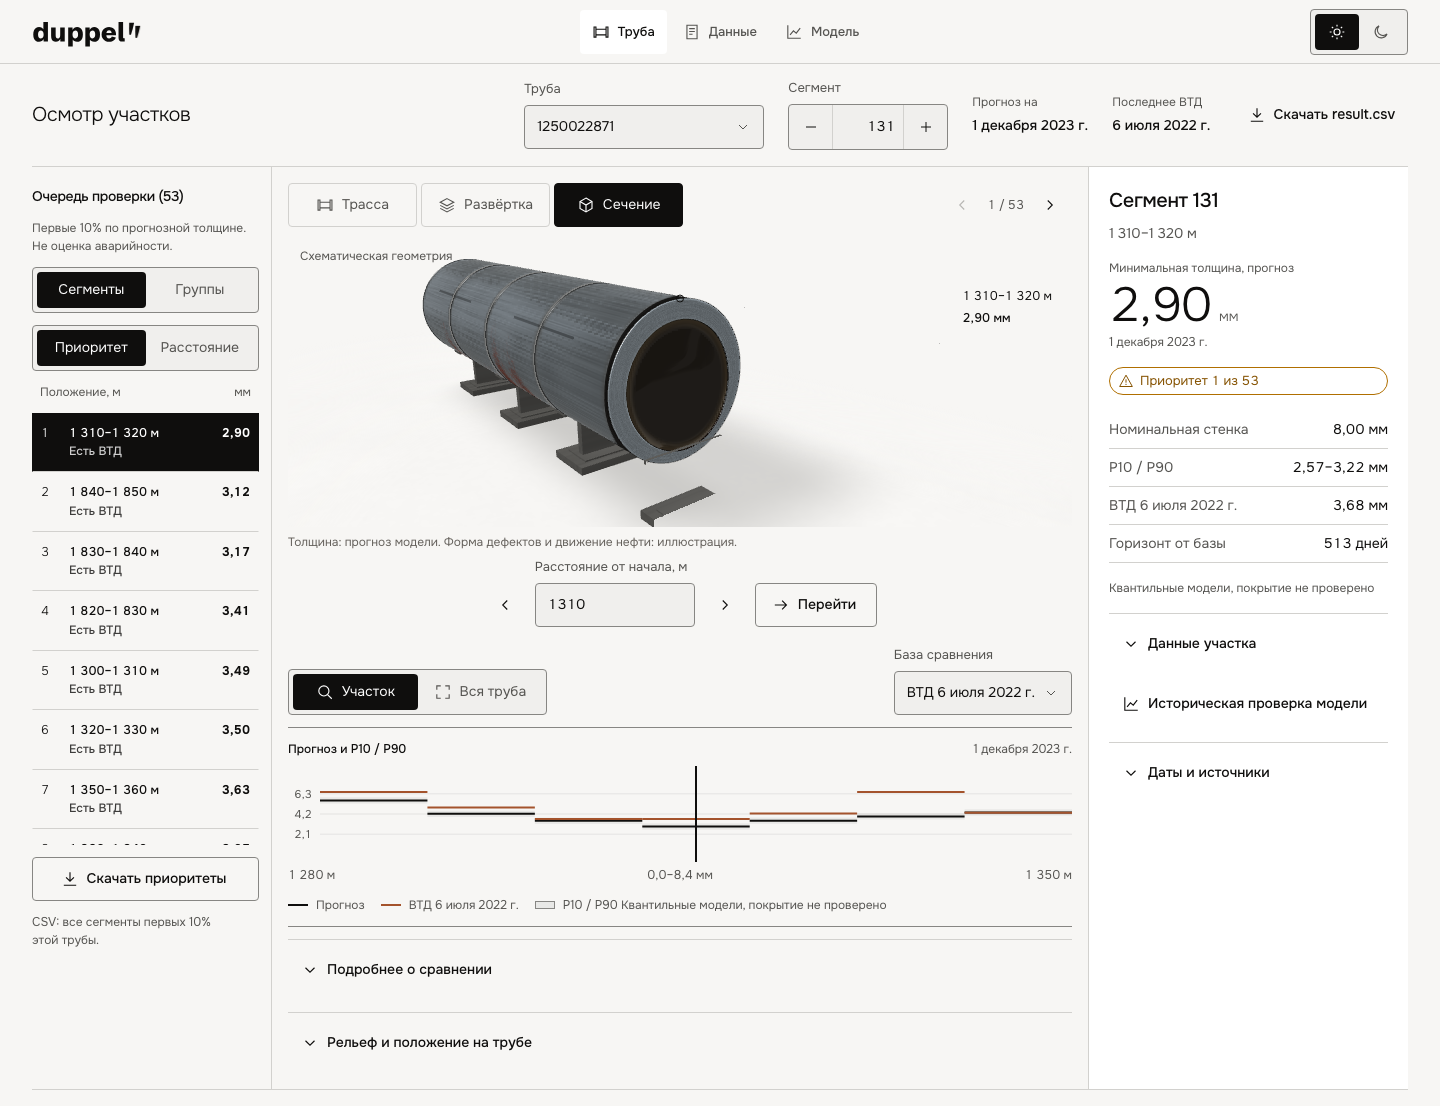 duppel
Труба
Данные
Модель
Осмотр участков
Труба
1250022871
Сегмент
131
Прогноз на
1 декабря 2023 г.
Последнее ВТД
6 июля 2022 г.
Скачать result.csv
Очередь проверки (53)
Первые 10% по прогнозной толщине.
Не оценка аварийности.
Сегменты
Группы
Приоритет
Расстояние
Положение, м
мм
1 1 310–1 320 м 2,90
Есть ВТД
2 1 840–1 850 м 3,12
Есть ВТД
3 1 830–1 840 м 3,17
Есть ВТД
4 1 820–1 830 м 3,41
Есть ВТД
5 1 300–1 310 м 3,49
Есть ВТД
6 1 320–1 330 м 3,50
Есть ВТД
7 1 350–1 360 м 3,63
Есть ВТД
Скачать приоритеты
CSV: все сегменты первых 10%
этой трубы.
Трасса
Развёртка
Сечение
1 / 53
Схематическая геометрия
1 310–1 320 м
2,90 мм
Толщина: прогноз модели. Форма дефектов и движение нефти: иллюстрация.
Расстояние от начала, м
1310
Перейти
Участок
Вся труба
База сравнения
ВТД 6 июля 2022 г.
Прогноз и P10 / P90
1 декабря 2023 г.
6,3
4,2
2,1
1 280 м
0,0–8,4 мм
1 350 м
Прогноз
ВТД 6 июля 2022 г.
P10 / P90 Квантильные модели, покрытие не проверено
Подробнее о сравнении
Рельеф и положение на трубе
Сегмент 131
1 310–1 320 м
Минимальная толщина, прогноз
2,90 мм
1 декабря 2023 г.
Приоритет 1 из 53
Номинальная стенка 8,00 мм
P10 / P90 2,57–3,22 мм
ВТД 6 июля 2022 г. 3,68 мм
Горизонт от базы 513 дней
Квантильные модели, покрытие не проверено
Данные участка
Историческая проверка модели
Даты и источники